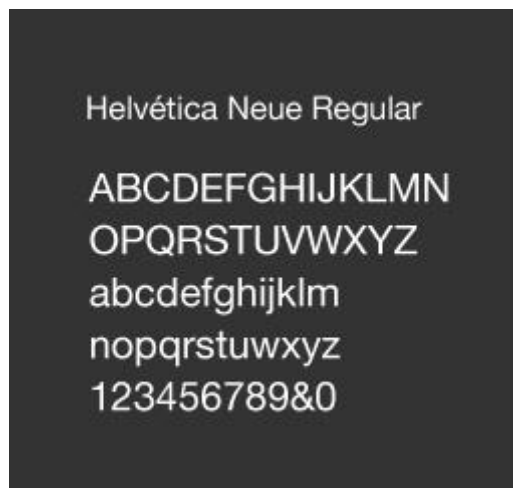 Helvética Neue Regular
ABCDEFGHIJKLMN
OPQRSTUVWXYZ
abcdefghijklm
nopqrstuwxyz
123456789&0